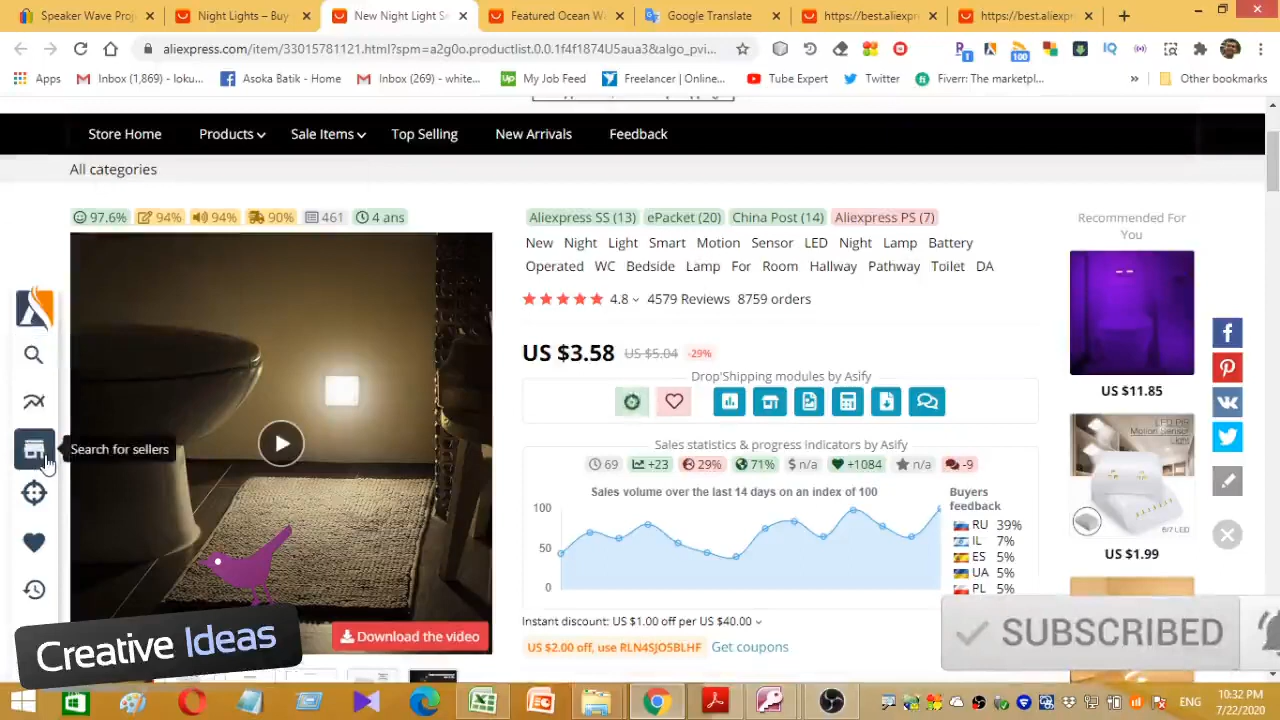 Speaker Wave Pro
Night Lights – Buy
New Night Light S
Featured Ocean W
Google Translate
https://best.aliexpr
https://best.aliexpr
aliexpress.com/item/33015781121.html?spm=a2g0o.productlist.0.0.1f4f1874U5aua3&algo_pvi...
Apps
Inbox (1,869) – loku...
Asoka Batik - Home
Inbox (269) - white...
My Job Feed
Freelancer | Online...
Tube Expert
Twitter
Fiverr: The marketpl...
»
Other bookmarks
Store Home
Products
Sale Items
Top Selling
New Arrivals
Feedback
All categories
97.6% 94% 94% 90% 461 4 ans
Aliexpress SS (13) ePacket (20) China Post (14) Aliexpress PS (7)
New Night Light Smart Motion Sensor LED Night Lamp Battery
Operated WC Bedside Lamp For Room Hallway Pathway Toilet DA
4.8 4579 Reviews 8759 orders
US $3.58 US $5.04 -29%
Drop'Shipping modules by Asify
Sales statistics & progress indicators by Asify
69 +23 29% 71% $ n/a +1084 n/a -9
Sales volume over the last 14 days on an index of 100
100
50
0
Buyers
feedback
RU 39%
IL 7%
ES 5%
UA 5%
PL 5%
Instant discount: US $1.00 off per US $40.00
US $2.00 off, use RLN4SJO5BLHF Get coupons
Recommended For
You
US $11.85
PIR
Motion Sensor
Light
6/7 LED
US $1.99
Search for sellers
Download the video
Creative Ideas
SUBSCRIBED
ENG
10:32 PM
7/22/2020